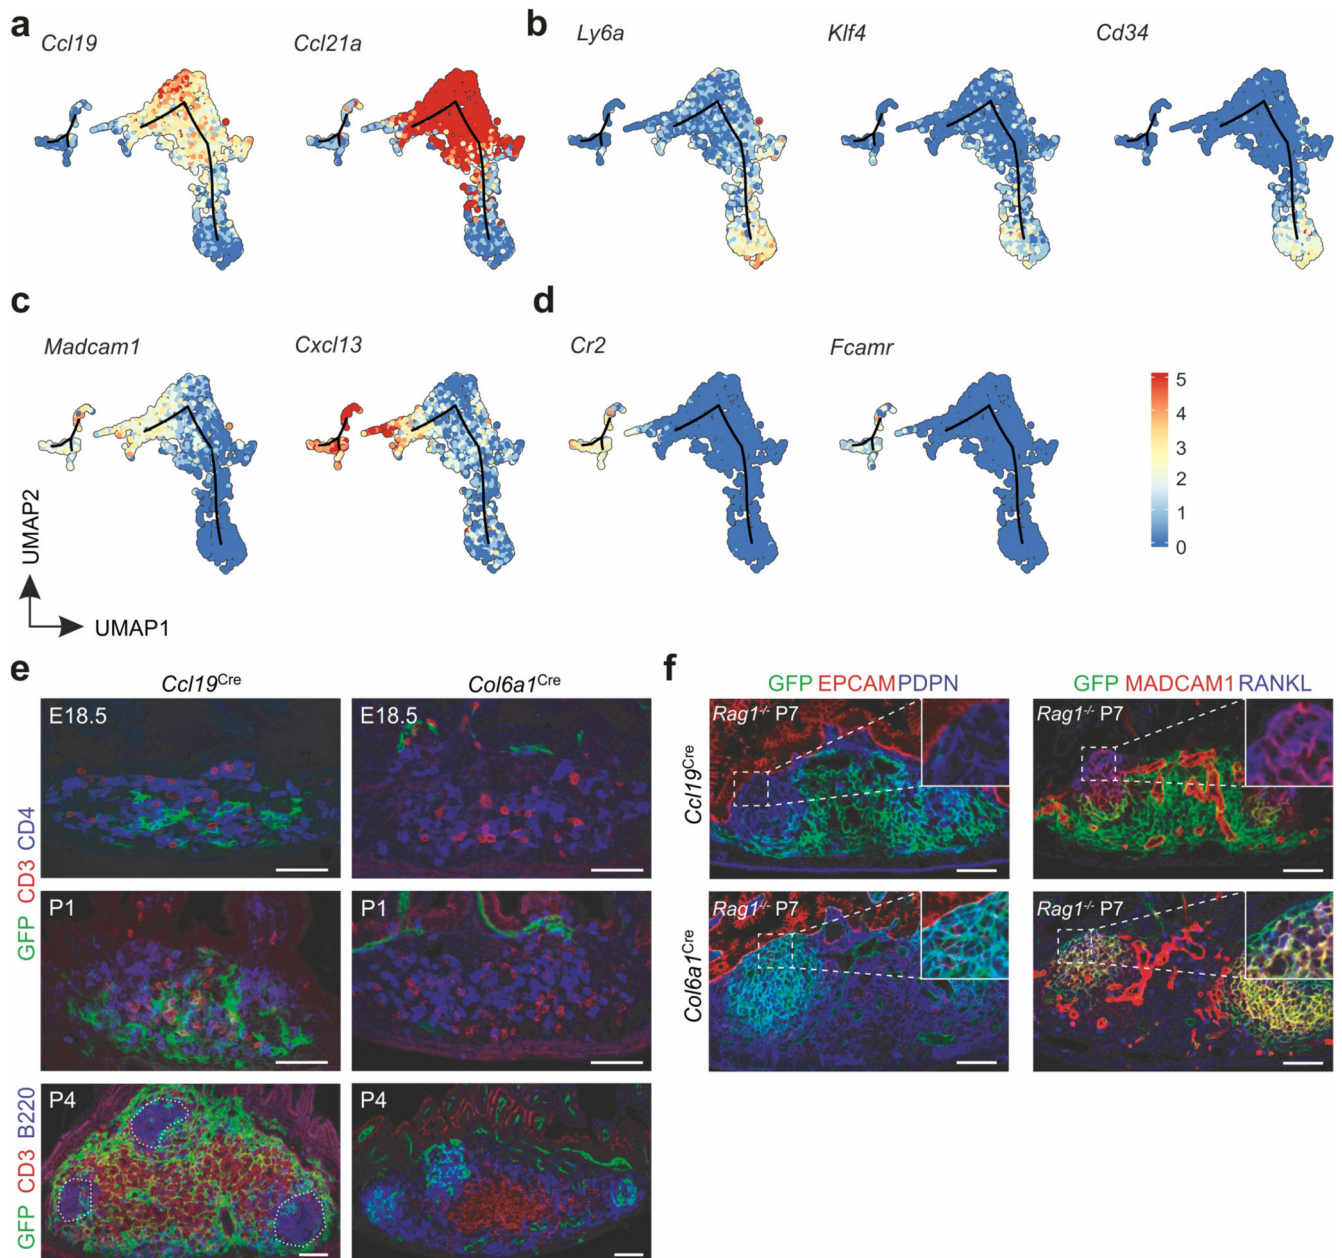 a
Ccl19
Ccl21a
b
Ly6a
Klf4
Cd34
c
Madcam1
Cxcl13
d
Cr2
Fcamr
5
4
3
2
1
0
UMAP2
UMAP1
e
Ccl19Cre
Col6a1Cre
GFP CD3 CD4
E18.5
E18.5
P1
P1
GFP CD3 B220
P4
P4
f
GFP EPCAM PDPN
GFP MADCAM1 RANKL
Ccl19Cre
Rag1-/- P7
Rag1-/- P7
Col6a1Cre
Rag1-/- P7
Rag1-/- P7